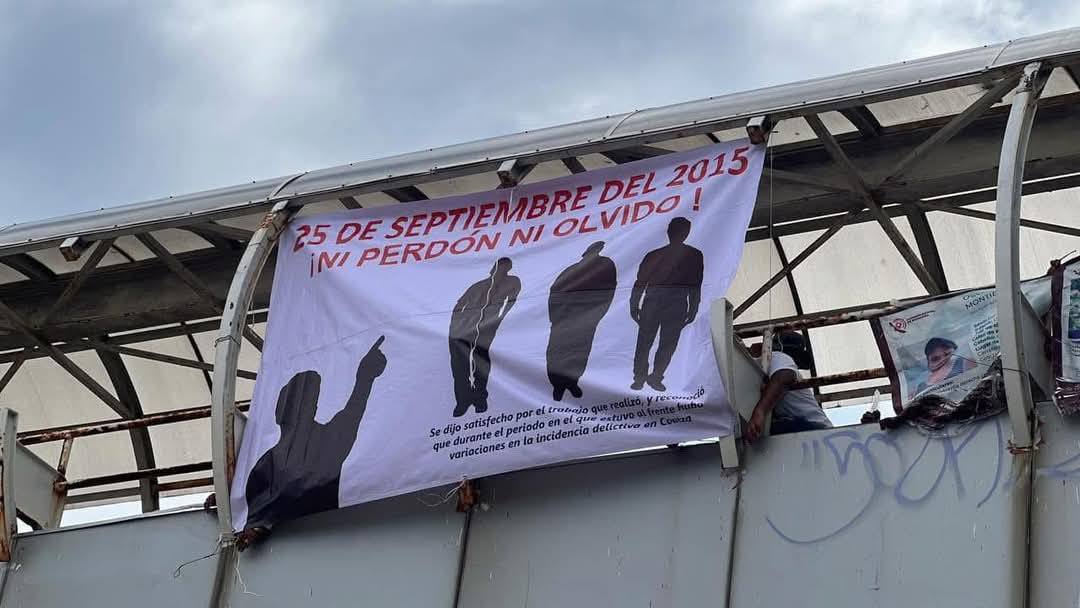 25 DE SEPTIEMBRE DEL 2015
¡NI PERDÓN NI OLVIDO!
Se dijo satisfecho por el trabajo que realizó, y reconoció
que durante el periodo en el que estuvo al frente hubo
variaciones en la incidencia delictiva en
MONTIE